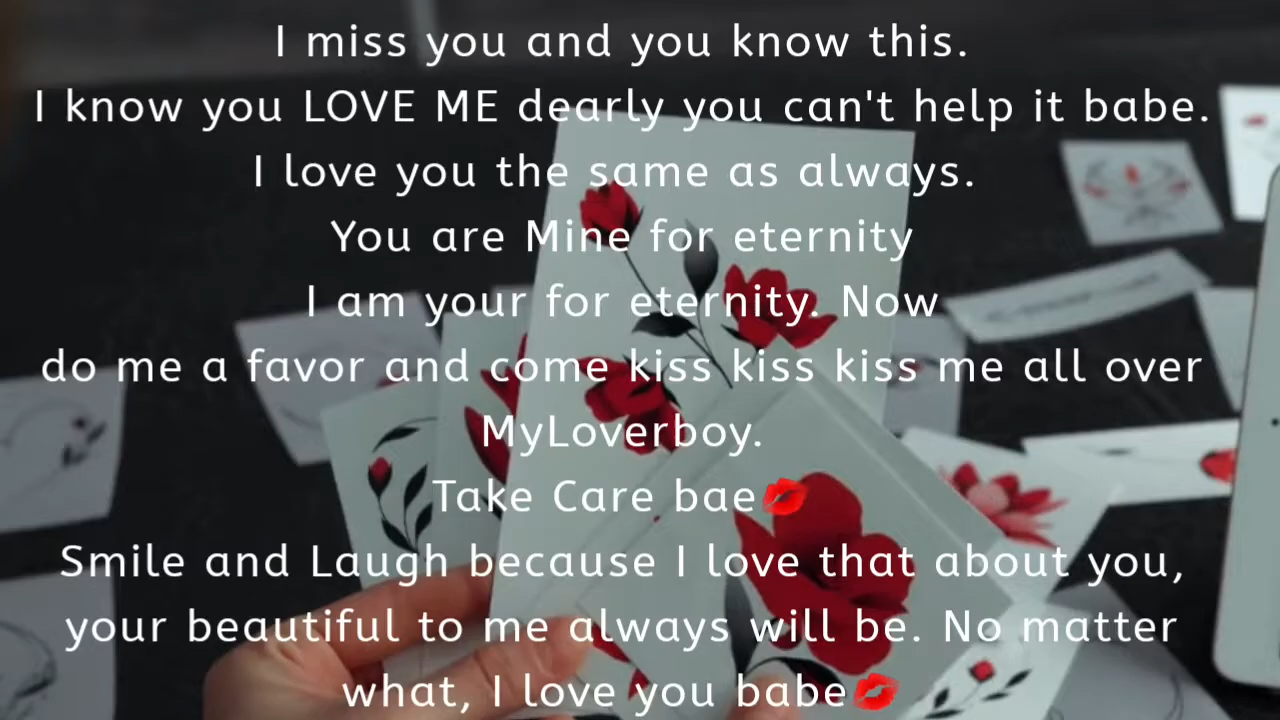 I miss you and you know this.
I know you LOVE ME dearly you can't help it babe.
I love you the same as always.
You are Mine for eternity
I am your for eternity. Now
do me a favor and come kiss kiss kiss me all over
MyLoverboy.
Take Care bae💋
Smile and Laugh because I love that about you,
your beautiful to me always will be. No matter
what, I love you babe💋